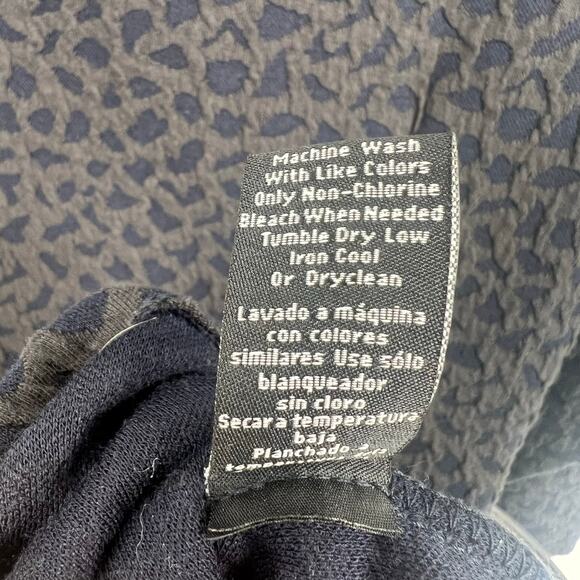 Machine Wash
With Like Colors
Only Non-Chlorine
Bleach When Needed
Tumble Dry Low
Iron Cool
Or Dryclean
Lavado a máquina
con colores
similares Use sólo
blanqueador
sin cloro
Secar a temperatura
baja
Planchado a